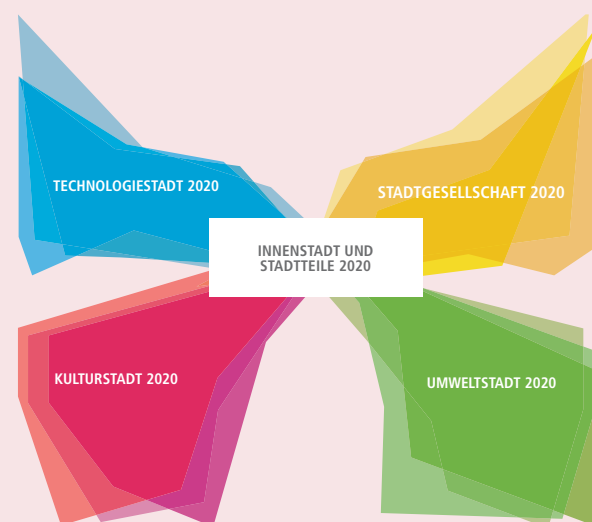 TECHNOLOGIESTADT 2020
STADTGESELLSCHAFT 2020
INNENSTADT UND
STADTTEILE 2020
KULTURSTADT 2020
UMWELTSTADT 2020